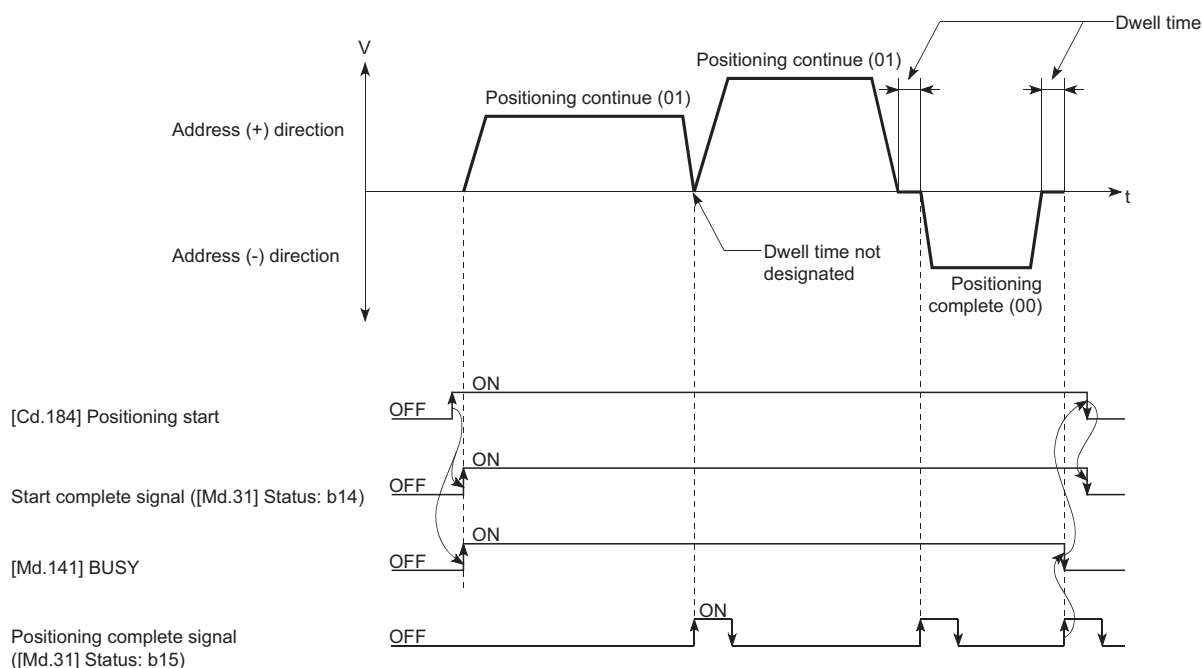 Dwell time
V
Positioning continue (01)
Positioning continue (01)
Address (+) direction
t
Address (-) direction
Dwell time not
designated
Positioning
complete (00)
ON
OFF
[Cd.184] Positioning start
ON
OFF
Start complete signal ([Md.31] Status: b14)
ON
OFF
[Md.141] BUSY
ON
OFF
Positioning complete signal
([Md.31] Status: b15)